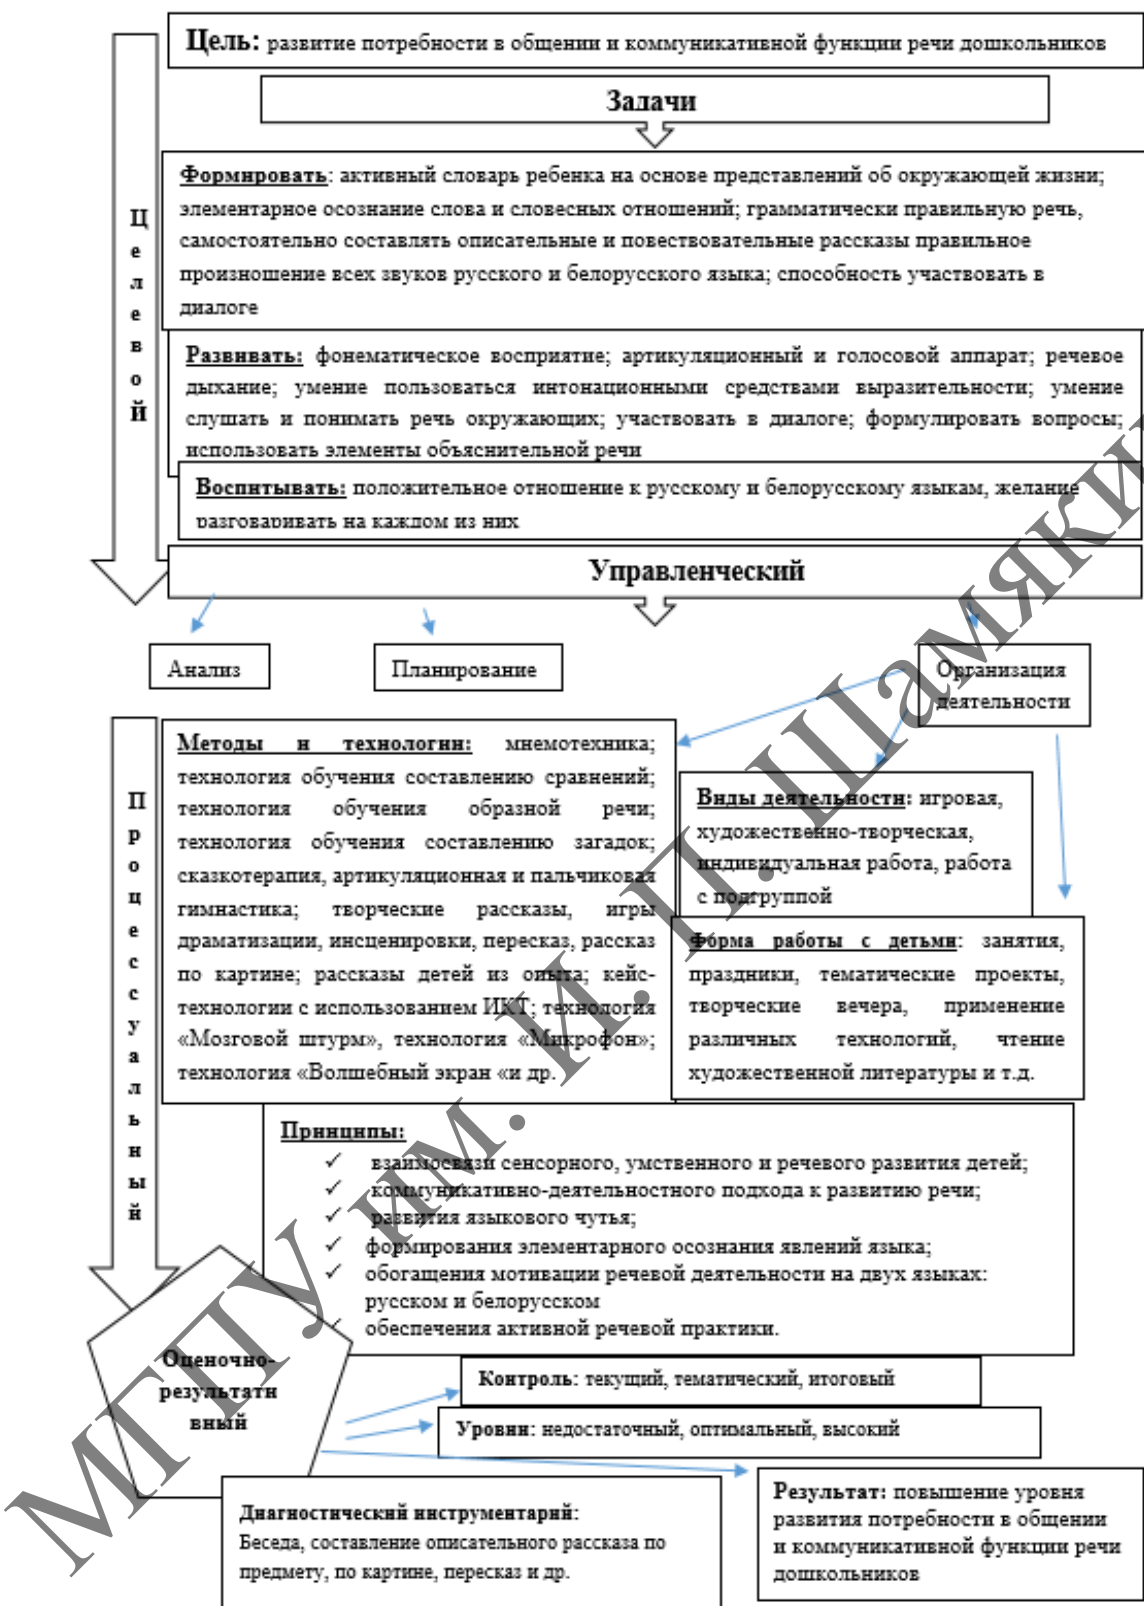 Цель: развитие потребности в общении и коммуникативной функции речи дошкольников
Задачи
Целевой
Формировать: активный словарь ребенка на основе представлений об окружающей жизни;
элементарное осознание слова и словесных отношений; грамматически правильную речь,
самостоятельно составлять описательные и повествовательные рассказы правильное
произношение всех звуков русского и белорусского языка; способность участвовать в
диалоге
Развивать: фонематическое восприятие; артикуляционный и голосовой аппарат; речевое
дыхание; умение пользоваться интонационными средствами выразительности; умение
слушать и понимать речь окружающих; участвовать в диалоге; формулировать вопросы;
использовать элементы объяснительной речи
Воспитывать: положительное отношение к русскому и белорусскому языкам, желание
разговаривать на каждом из них
Управленческий
Анализ
Планирование
Организация
деятельности
Процессуальный
Методы и технологии: мнемотехника;
технология обучения составлению сравнений;
технология обучения образной речи;
технология обучения составлению загадок;
сказкотерапия, артикуляционная и пальчиковая
гимнастика; творческие рассказы, игры
драматизации, инсценировки, пересказ, рассказ
по картине; рассказы детей из опыта; кейс-
технологии с использованием ИКТ; технология
«Мозговой штурм», технология «Микрофон»;
технология «Волшебный экран «и др.
Виды деятельности: игровая,
художественно-творческая,
индивидуальная работа, работа
с подгруппой
Форма работы с детьми: занятия,
праздники, тематические проекты,
творческие вечера, применение
различных технологий, чтение
художественной литературы и т.д.
Принципы:
✓ взаимосвязи сенсорного, умственного и речевого развития детей;
✓ коммуникативно-деятельностного подхода к развитию речи;
✓ развития языкового чутья;
✓ формирования элементарного осознания явлений языка;
✓ обогащения мотивации речевой деятельности на двух языках:
русском и белорусском
✓ обеспечения активной речевой практики.
Оценочно-
результати
вный
Контроль: текущий, тематический, итоговый
Уровни: недостаточный, оптимальный, высокий
Диагностический инструментарий:
Беседа, составление описательного рассказа по
предмету, по картине, пересказ и др.
Результат: повышение уровня
развития потребности в общении
и коммуникативной функции речи
дошкольников
МГПУ им. И. П. Шамяки